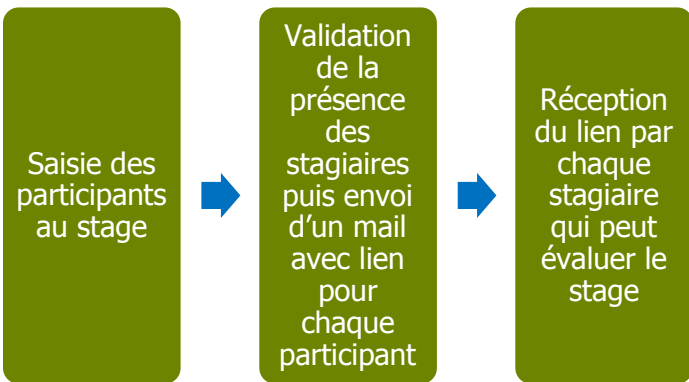 Saisie des
participants
au stage
Validation
de la
présence
des
stagiaires
puis envoi
d’un mail
avec lien
pour
chaque
participant
Réception
du lien par
chaque
stagiaire
qui peut
évaluer le
stage